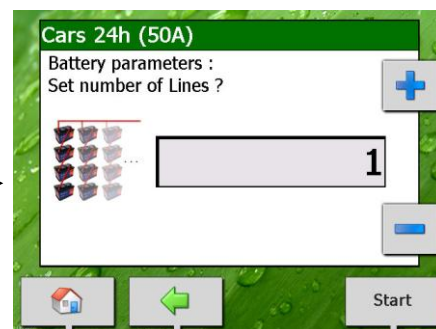 Cars 24h (50A)
Battery parameters :
Set number of Lines ?
...
1
Start